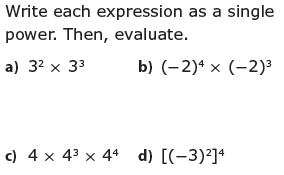 Write each expression as a single
power. Then, evaluate.
a) 3² × 3³ b) (−2)⁴ × (−2)³
c) 4 × 4³ × 4⁴ d) [(−3)²]⁴